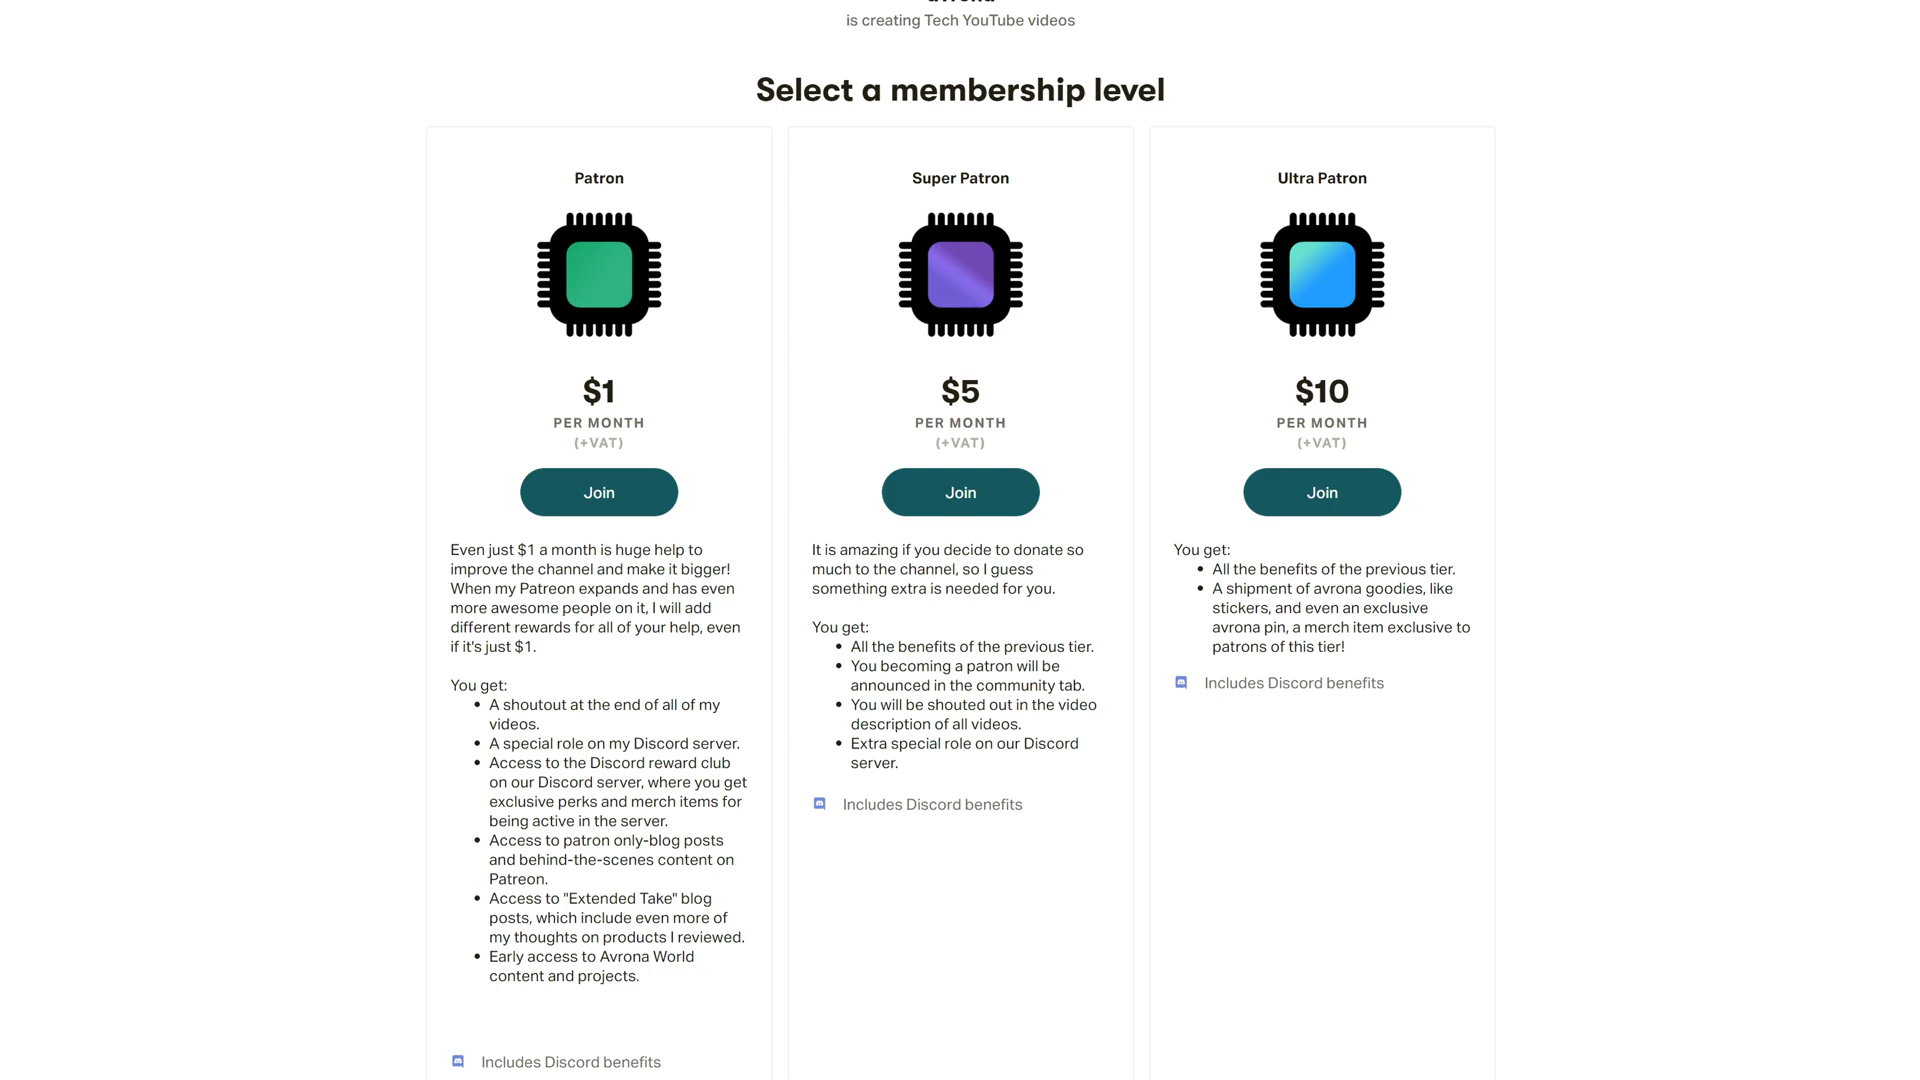 is creating Tech YouTube videos
Select a membership level
Patron
$1
PER MONTH
(+VAT)
Join
Even just $1 a month is huge help to
improve the channel and make it bigger!
When my Patreon expands and has even
more awesome people on it, I will add
different rewards for all of your help, even
if it's just $1.
You get:
A shoutout at the end of all of my
videos.
A special role on my Discord server.
Access to the Discord reward club
on our Discord server, where you get
exclusive perks and merch items for
being active in the server.
Access to patron only-blog posts
and behind-the-scenes content on
Patreon.
Access to "Extended Take" blog
posts, which include even more of
my thoughts on products I reviewed.
Early access to Avrona World
content and projects.
Includes Discord benefits
Super Patron
$5
PER MONTH
(+VAT)
Join
It is amazing if you decide to donate so
much to the channel, so I guess
something extra is needed for you.
You get:
All the benefits of the previous tier.
You becoming a patron will be
announced in the community tab.
You will be shouted out in the video
description of all videos.
Extra special role on our Discord
server.
Includes Discord benefits
Ultra Patron
$10
PER MONTH
(+VAT)
Join
You get:
All the benefits of the previous tier.
A shipment of avrona goodies, like
stickers, and even an exclusive
avrona pin, a merch item exclusive to
patrons of this tier!
Includes Discord benefits